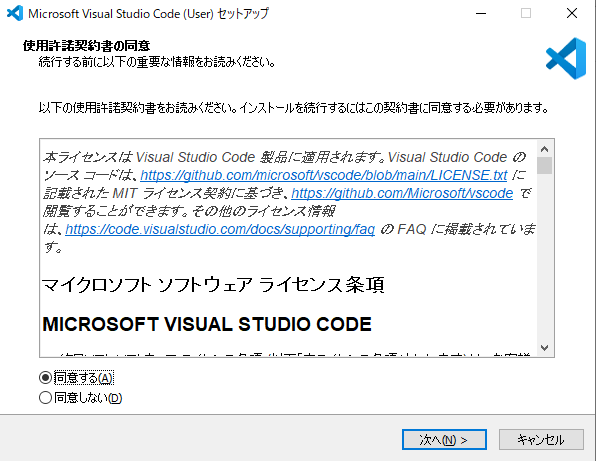 Microsoft Visual Studio Code (User) セットアップ
使用許諾契約書の同意
続行する前に以下の重要な情報をお読みください。
以下の使用許諾契約書をお読みください。インストールを続行するにはこの契約書に同意する必要があります。
本ライセンスは Visual Studio Code 製品に適用されます。Visual Studio Code の
ソース コードは、https://github.com/microsoft/vscode/blob/main/LICENSE.txt に
記載された MIT ライセンス契約に基づき、https://github.com/Microsoft/vscode で
閲覧することができます。その他のライセンス情報
は、https://code.visualstudio.com/docs/supporting/faq の FAQ に掲載されていま
す。
マイクロソフト ソフトウェア ライセンス条項
MICROSOFT VISUAL STUDIO CODE
同意する(A)
同意しない(D)
次へ(N) >
キャンセル